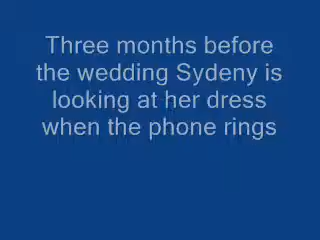 Three months before
the wedding Sydeny is
looking at her dress
when the phone rings